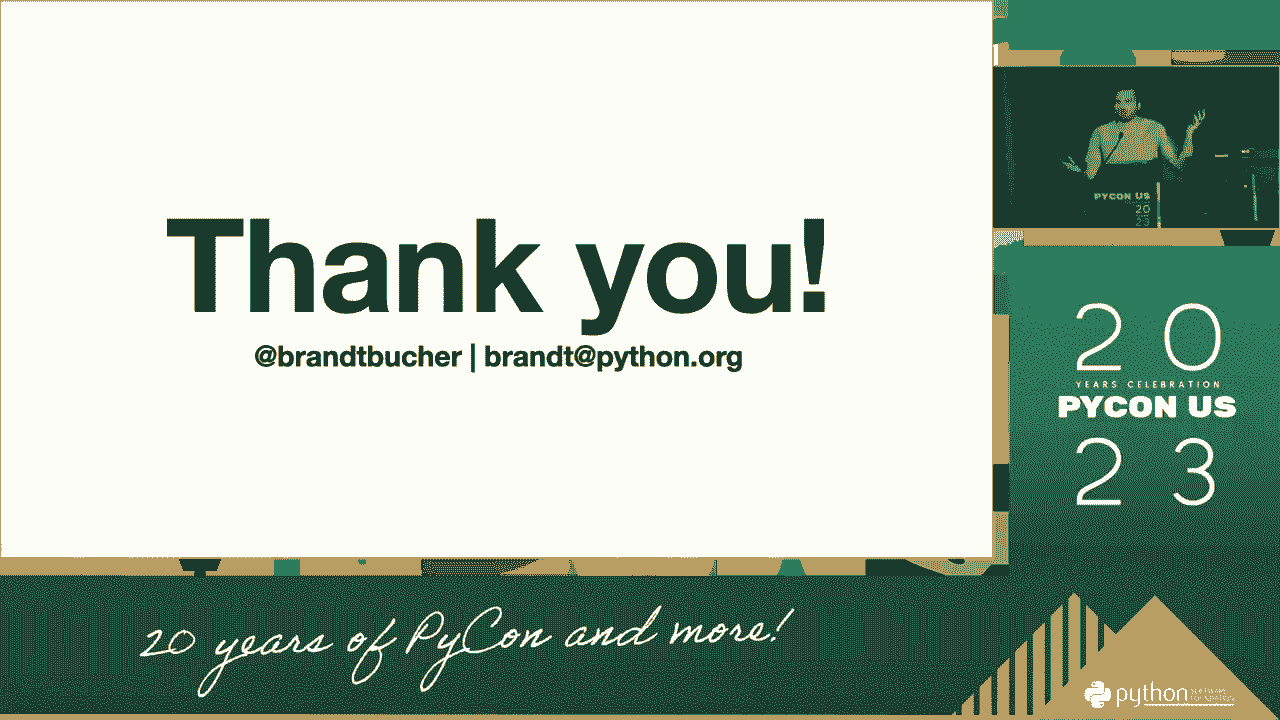 Thank you!
@brandtbucher | brandt@python.org
PYCON US
20
23
20
YEARS CELEBRATION
PYCON US
23
20 years of PyCon and more!
python